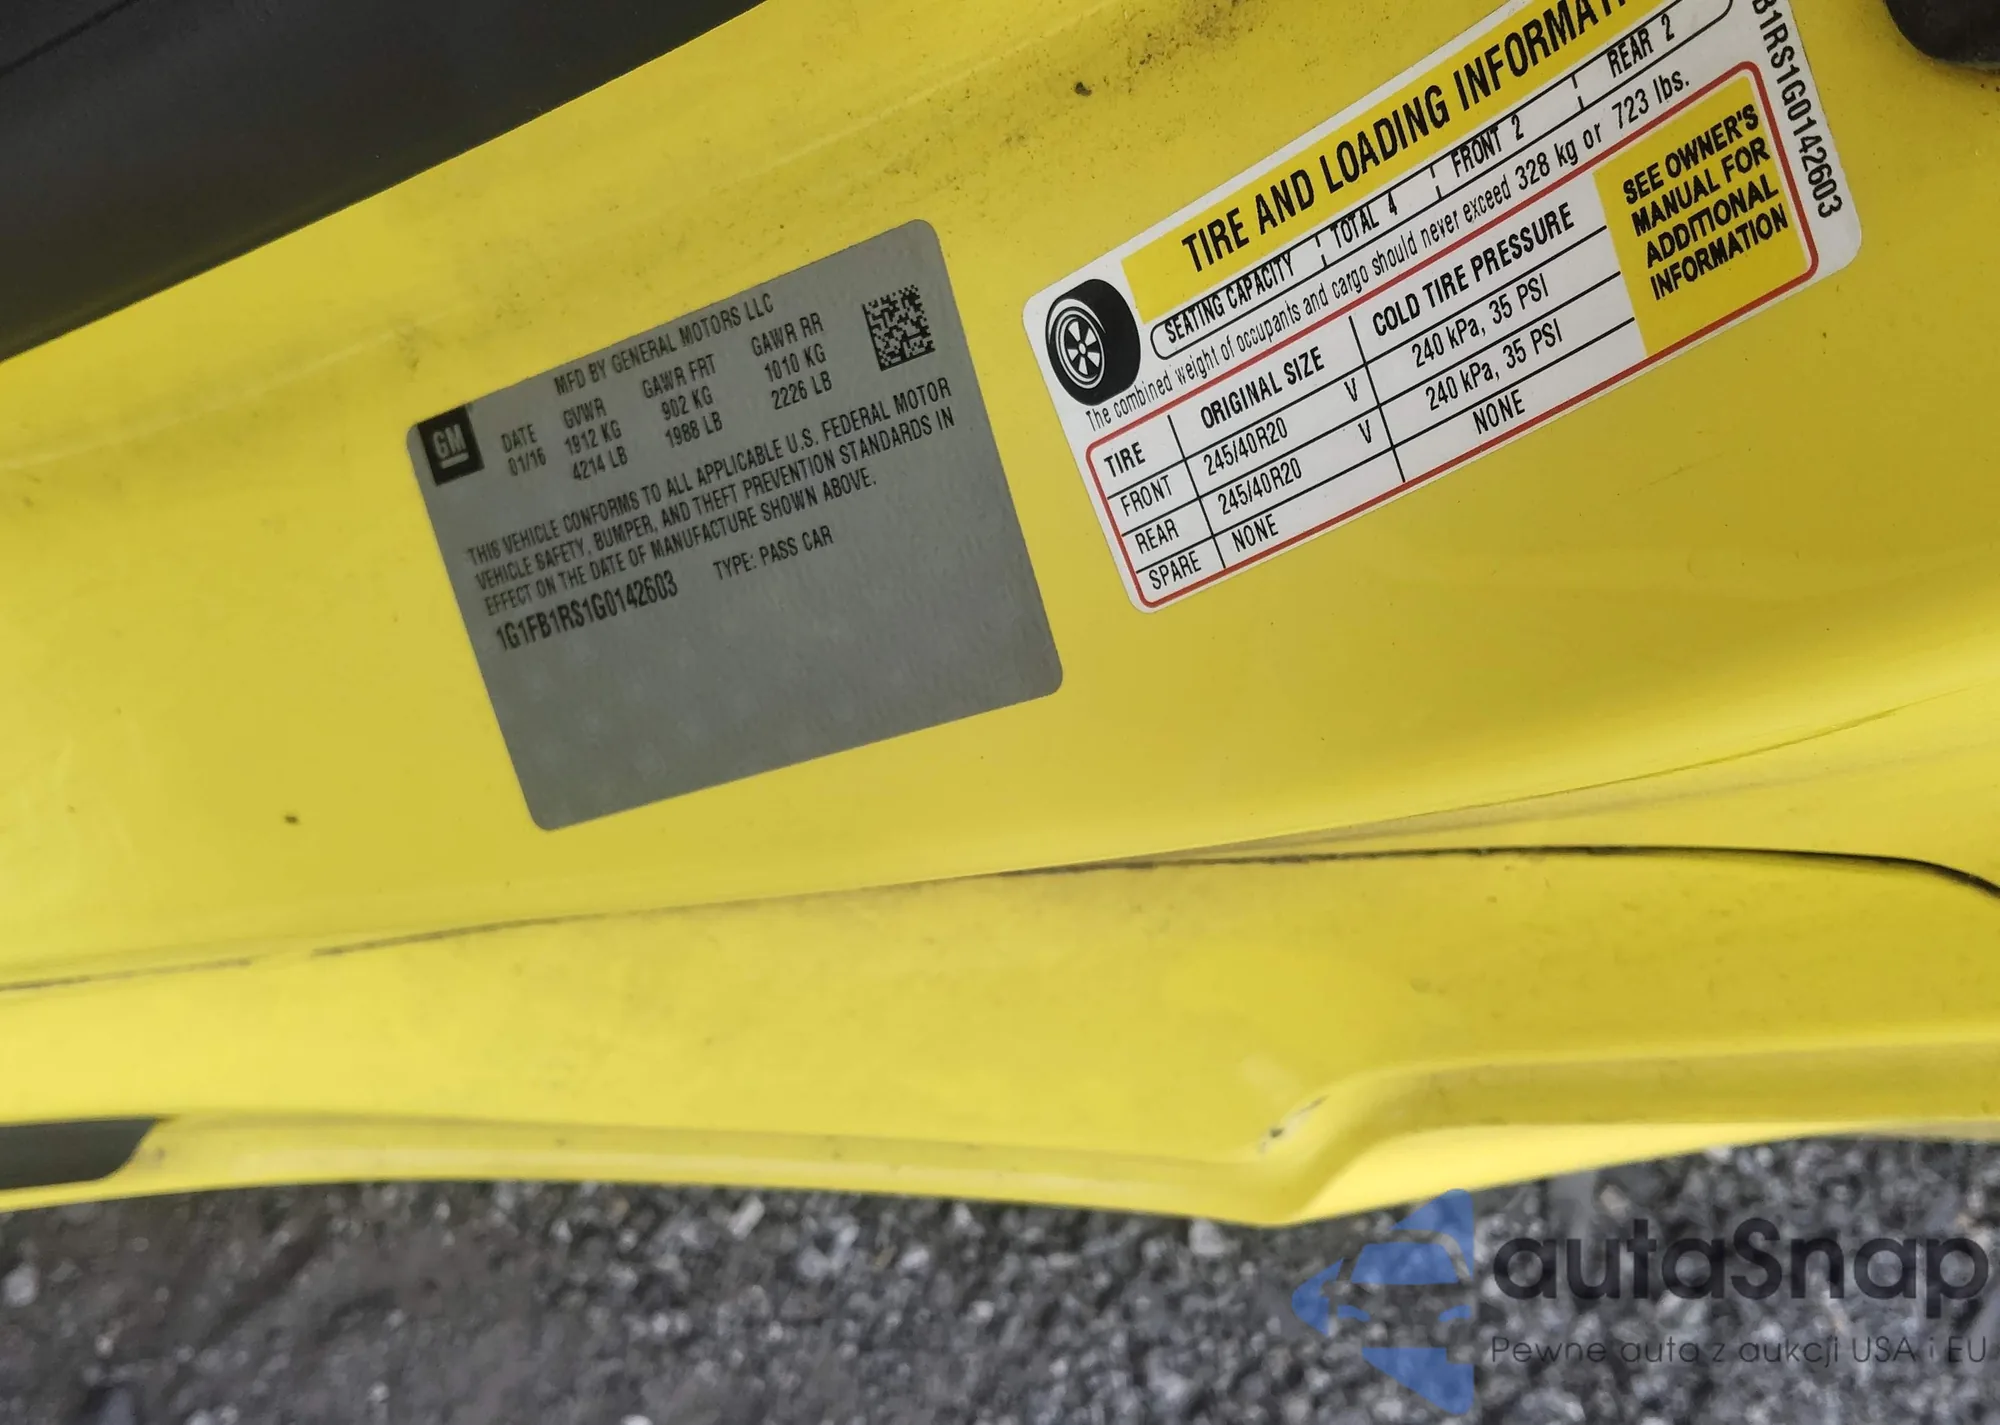 GM
MFD BY GENERAL MOTORS LLC
DATE GVWR GAWR FRT GAWR RR
01/16 1912 KG 902 KG 1010 KG
4214 LB 1988 LB 2226 LB
THIS VEHICLE CONFORMS TO ALL APPLICABLE U.S. FEDERAL MOTOR
VEHICLE SAFETY, BUMPER, AND THEFT PREVENTION STANDARDS IN
EFFECT ON THE DATE OF MANUFACTURE SHOWN ABOVE.
1G1FB1RS1G0142603 TYPE: PASS CAR
TIRE AND LOADING INFORMATI
SEATING CAPACITY TOTAL 4 FRONT 2 REAR 2
The combined weight of occupants and cargo should never exceed 328 kg or 723 lbs.
TIRE ORIGINAL SIZE COLD TIRE PRESSURE
FRONT 245/40R20 V 240 kPa, 35 PSI
REAR 245/40R20 V 240 kPa, 35 PSI
SPARE NONE NONE
SEE OWNER'S
MANUAL FOR
ADDITIONAL
INFORMATION
B1RS1G0142603
autaSnap
Pewne auta z aukcji USA i EU